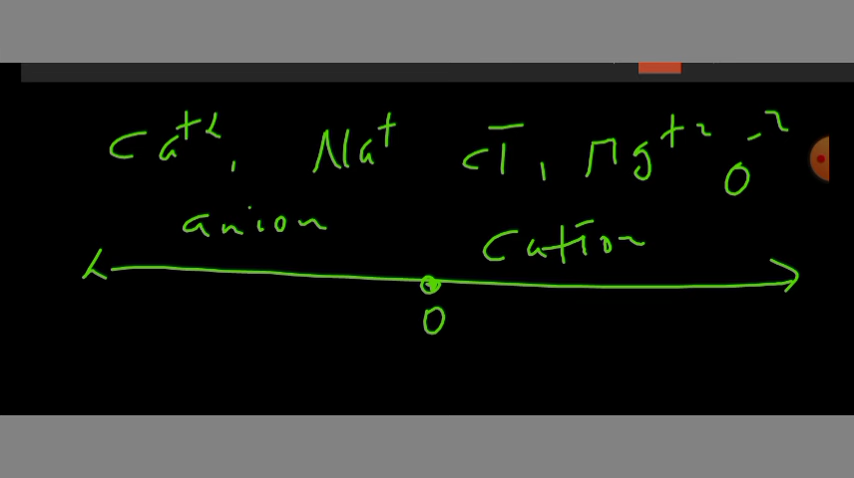 Ca⁺², Na⁺ Cl⁻, Mg⁺² O⁻²
anion Cation
0